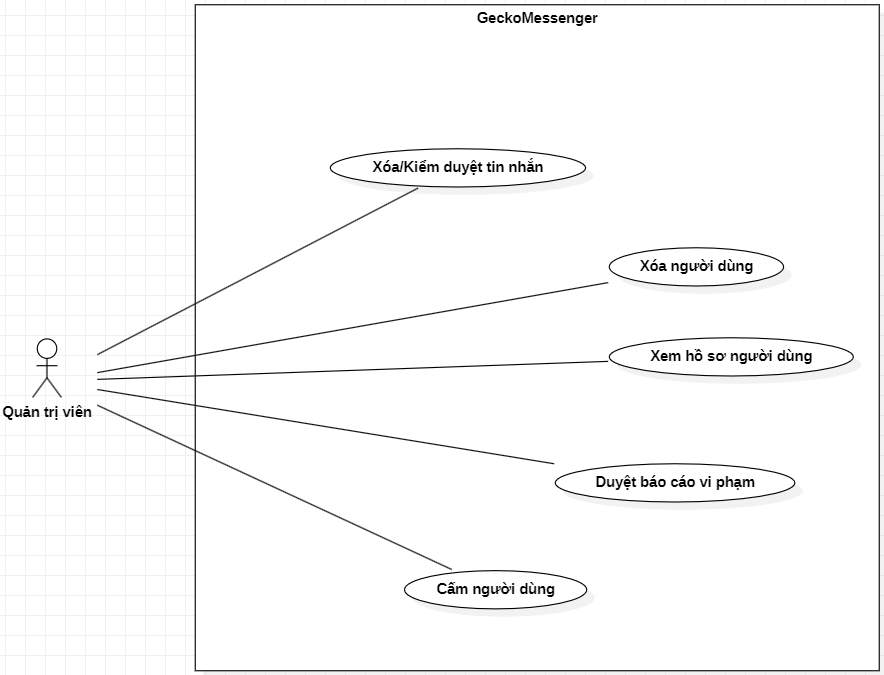 GeckoMessenger
Xóa/Kiểm duyệt tin nhắn
Xóa người dùng
Xem hồ sơ người dùng
Quản trị viên
Duyệt báo cáo vi phạm
Cấm người dùng